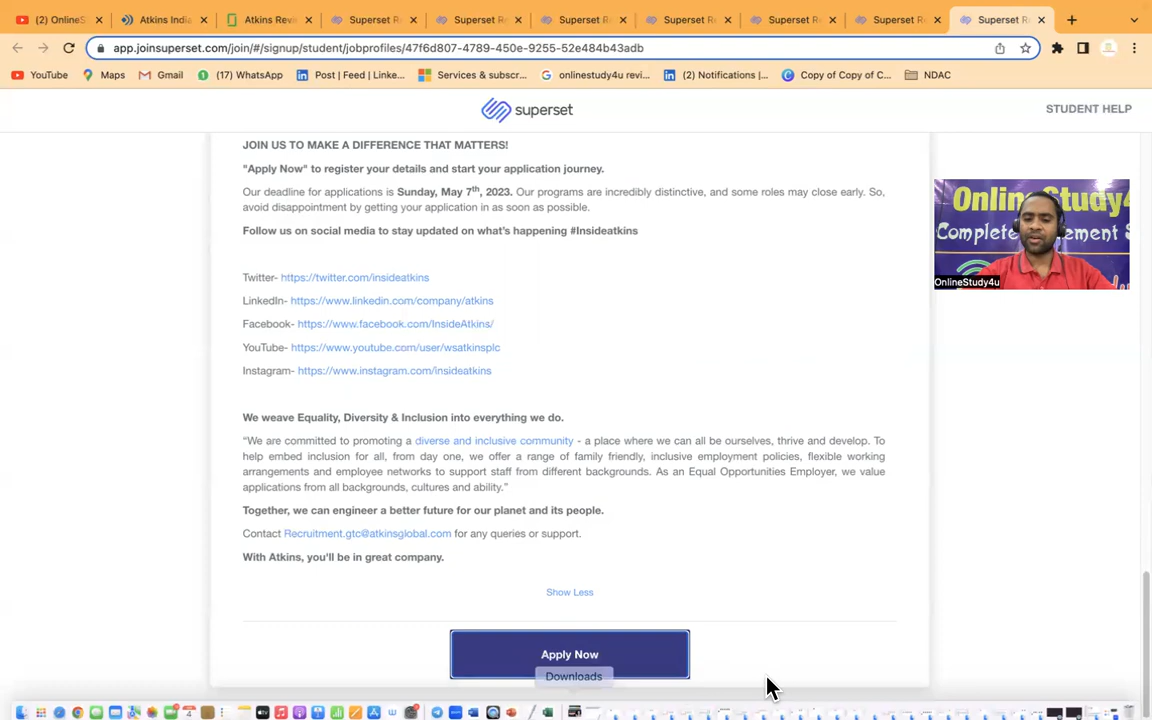 (2) OnlineS
Atkins India
Atkins Reva
Superset Re
Superset Re
Superset Re
Superset Re
Superset Re
Superset Re
Superset Re
app.joinsuperset.com/join/#/signup/student/jobprofiles/47f6d807-4789-450e-9255-52e484b43adb
YouTube
Maps
Gmail
(17) WhatsApp
Post | Feed | Linke...
Services & subscr...
onlinestudy4u revi...
(2) Notifications |...
Copy of Copy of C...
NDAC
superset
STUDENT HELP
JOIN US TO MAKE A DIFFERENCE THAT MATTERS!
"Apply Now" to register your details and start your application journey.
Our deadline for applications is Sunday, May 7th, 2023. Our programs are incredibly distinctive, and some roles may close early. So,
avoid disappointment by getting your application in as soon as possible.
Follow us on social media to stay updated on what's happening #Insideatkins
Twitter- https://twitter.com/insideatkins
LinkedIn- https://www.linkedin.com/company/atkins
Facebook- https://www.facebook.com/InsideAtkins/
YouTube- https://www.youtube.com/user/wsatkinsplc
Instagram- https://www.instagram.com/insideatkins
We weave Equality, Diversity & Inclusion into everything we do.
“We are committed to promoting a diverse and inclusive community - a place where we can all be ourselves, thrive and develop. To
help embed inclusion for all, from day one, we offer a range of family friendly, inclusive employment policies, flexible working
arrangements and employee networks to support staff from different backgrounds. As an Equal Opportunities Employer, we value
applications from all backgrounds, cultures and ability.”
Together, we can engineer a better future for our planet and its people.
Contact Recruitment.gtc@atkinsglobal.com for any queries or support.
With Atkins, you'll be in great company.
Show Less
Apply Now
Downloads
OnlineStudy4
Complete
OnlineStudy4u